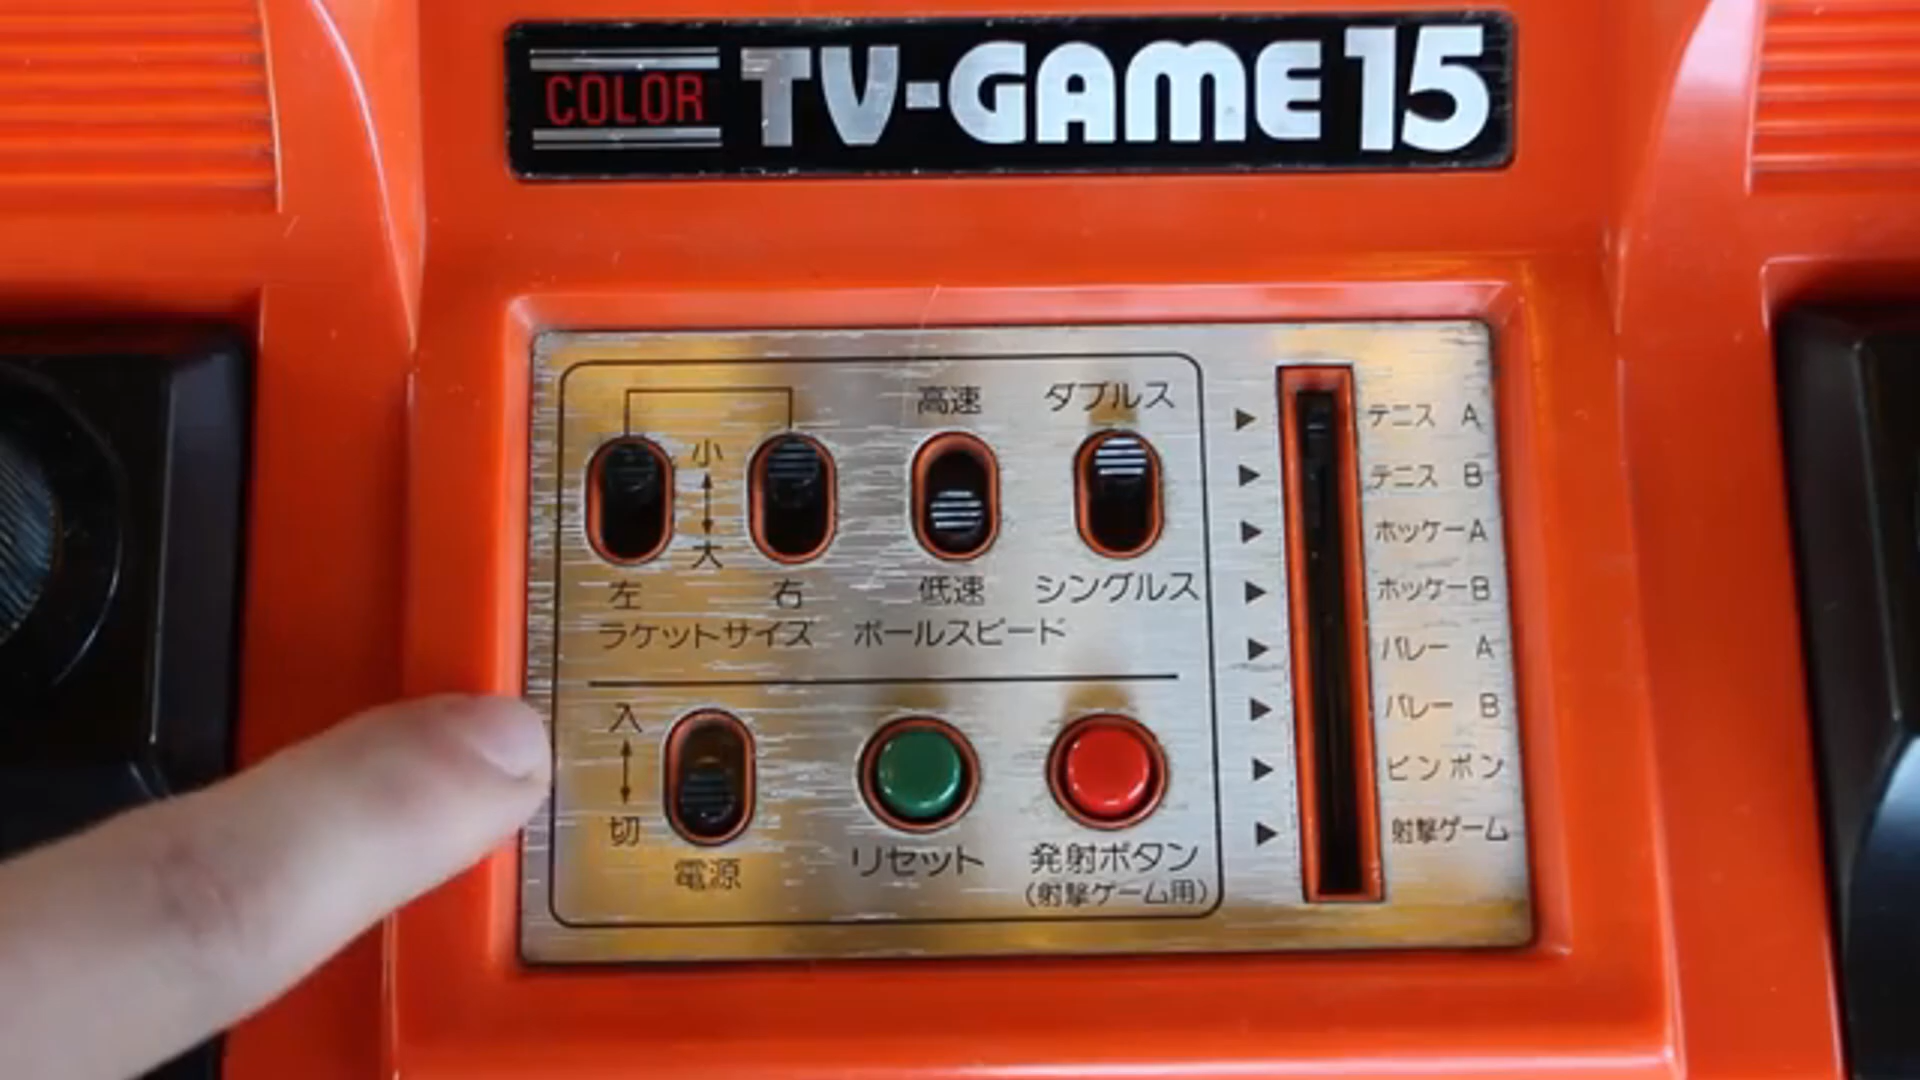 COLOR TV-GAME 15
高速 ダブルス
小
大
左 右 低速 シングルス
ラケットサイズ ボールスピード
入
切
電源 リセット 発射ボタン
(射撃ゲーム用)
テニス A
テニス B
ホッケーA
ホッケーB
バレー A
バレー B
ピンポン
射撃ゲーム